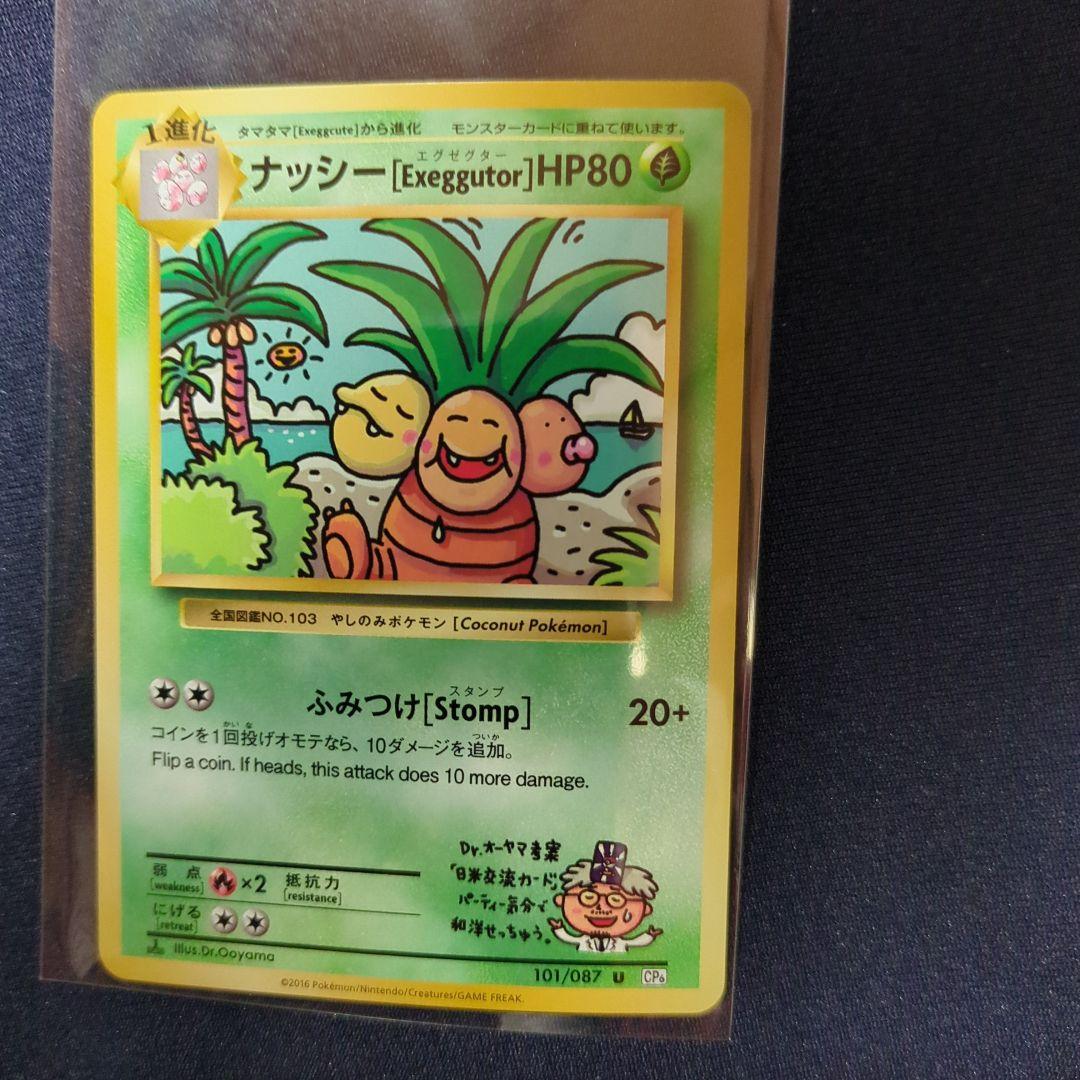 1進化 タマタマ[Exeggcute]から進化 モンスターカードに重ねて使います。
エグゼグター
ナッシー[Exeggutor]HP80
全国図鑑NO.103 やしのみポケモン [Coconut Pokémon]
スタンプ
ふみつけ[Stomp] 20+
かい な ついか
コインを1回投げオモテなら、10ダメージを追加。
Flip a coin. If heads, this attack does 10 more damage.
弱点 ×2 抵抗力
[weakness] [resistance]
にげる
[retreat]
Dr.オーヤマ考案
「日米交流カード」
パーティー気分で
和洋せっちゅう。
Illus.Dr.Ooyama
101/087 U CP6
©2016 Pokémon/Nintendo/Creatures/GAME FREAK.